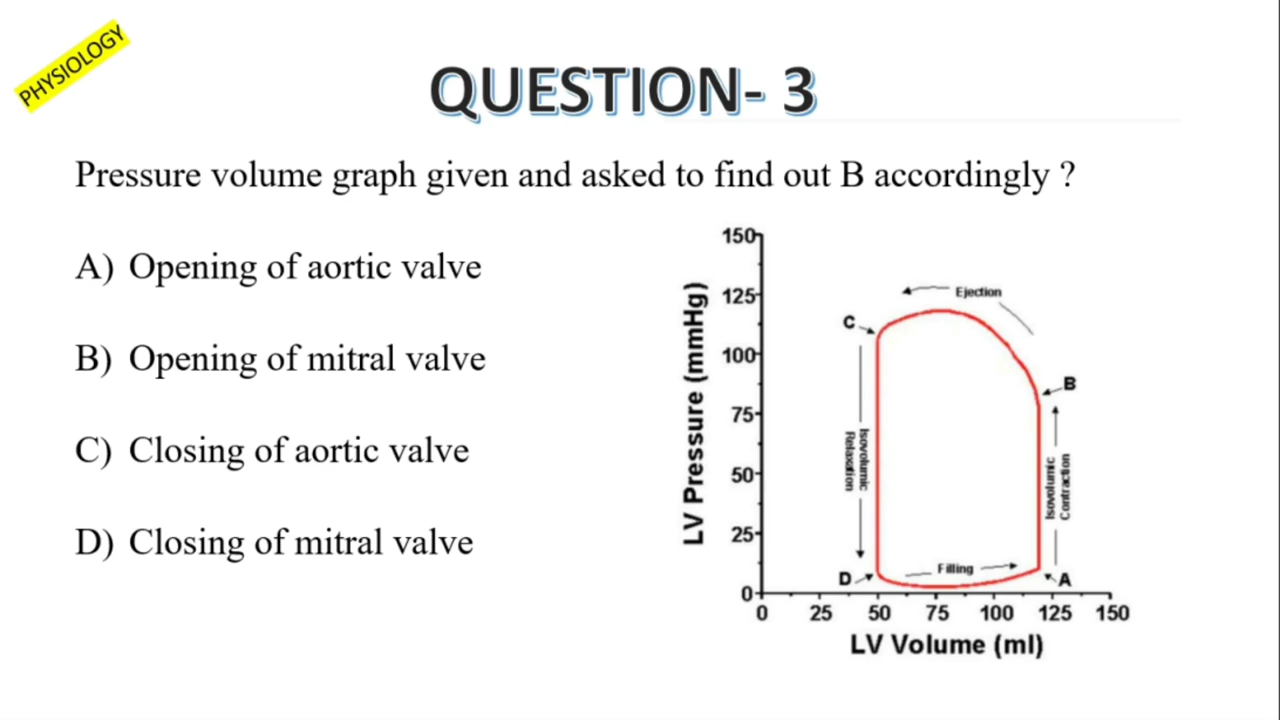 PHYSIOLOGY
QUESTION- 3
Pressure volume graph given and asked to find out B accordingly ?
A) Opening of aortic valve
B) Opening of mitral valve
C) Closing of aortic valve
D) Closing of mitral valve
LV Pressure (mmHg)
150
125
100
75
50
25
0
Ejection
C
B
Isovolumic
Relaxation
Isovolumic
Contraction
Filling
D
A
0 25 50 75 100 125 150
LV Volume (ml)